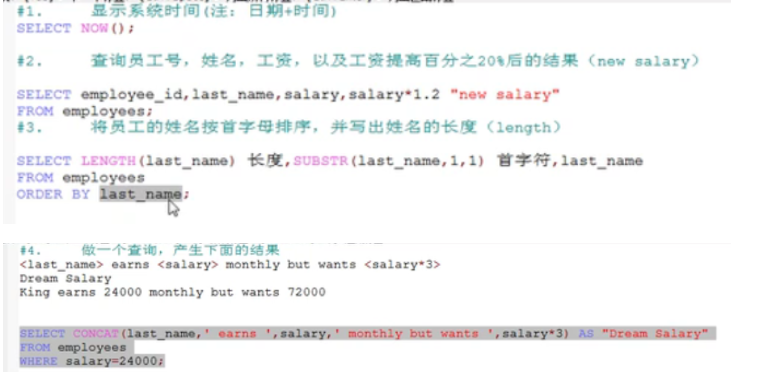 #1. 显示系统时间(注: 日期+时间)
SELECT NOW();
#2. 查询员工号, 姓名, 工资, 以及工资提高百分之20%后的结果 (new salary)
SELECT employee_id,last_name,salary,salary*1.2 "new salary"
FROM employees;
#3. 将员工的姓名按首字母排序, 并写出姓名的长度 (length)
SELECT LENGTH(last_name) 长度,SUBSTR(last_name,1,1) 首字符,last_name
FROM employees
ORDER BY last_name;
#4. 做一个查询, 产生下面的结果
<last_name> earns <salary> monthly but wants <salary*3>
Dream Salary
King earns 24000 monthly but wants 72000
SELECT CONCAT(last_name,' earns ',salary,' monthly but wants ',salary*3) AS "Dream Salary"
FROM employees
WHERE salary=24000;